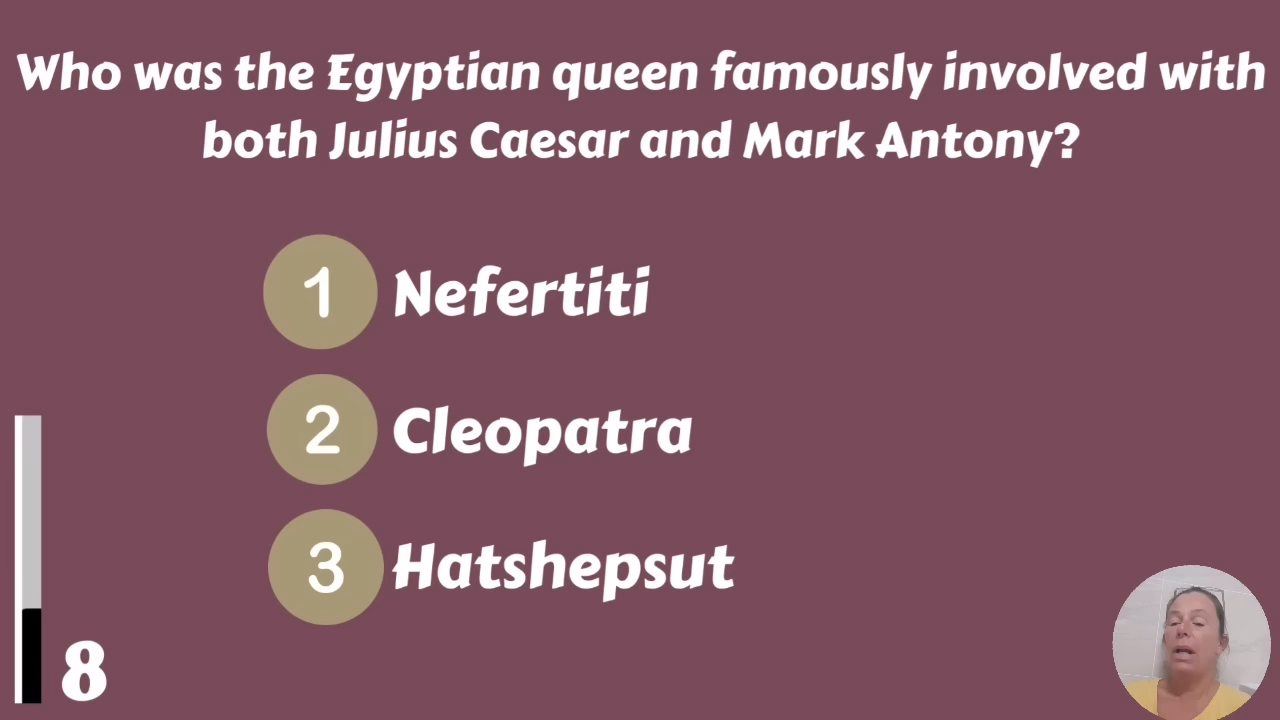 Who was the Egyptian queen famously involved with
both Julius Caesar and Mark Antony?
1 Nefertiti
2 Cleopatra
3 Hatshepsut
8